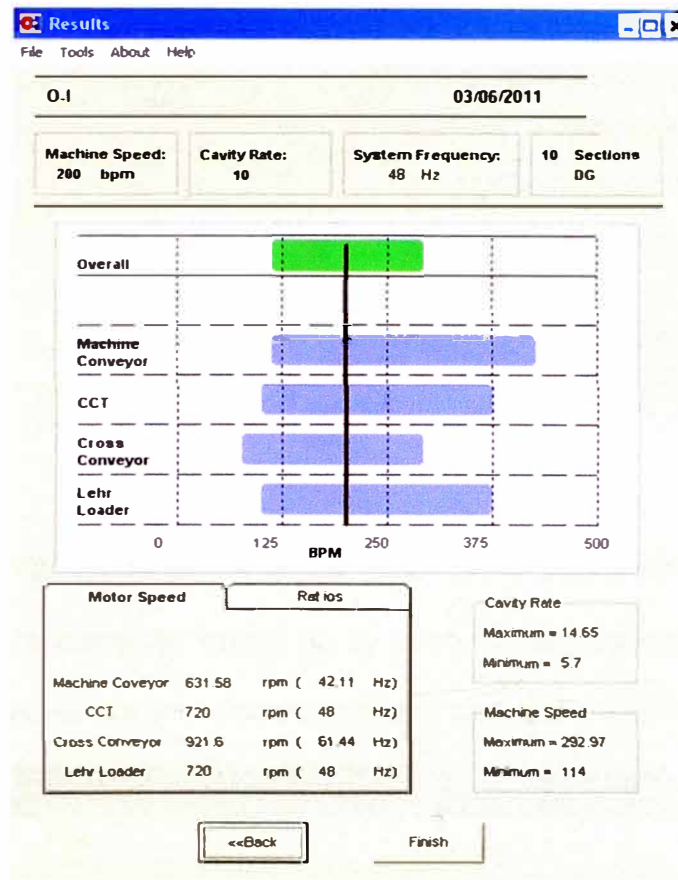 O-I Results
File Tools About Help
O-I 03/06/2011
Machine Speed: Cavity Rate: System Frequency: 10 Sections
200 bpm 10 48 Hz DG
Overall
Machine
Conveyor
CCT
Cross
Conveyor
Lehr
Loader
0 125 250 375 500
BPM
Motor Speed Ratios
Cavity Rate
Maximum = 14.65
Minimum = 5.7
Machine Coveyor 631.58 rpm ( 42.11 Hz)
CCT 720 rpm ( 48 Hz)
Machine Speed
Cross Conveyor 921.6 rpm ( 61.44 Hz)
Maximum = 292.97
Lehr Loader 720 rpm ( 48 Hz)
Minimum = 114
<<Back Finish